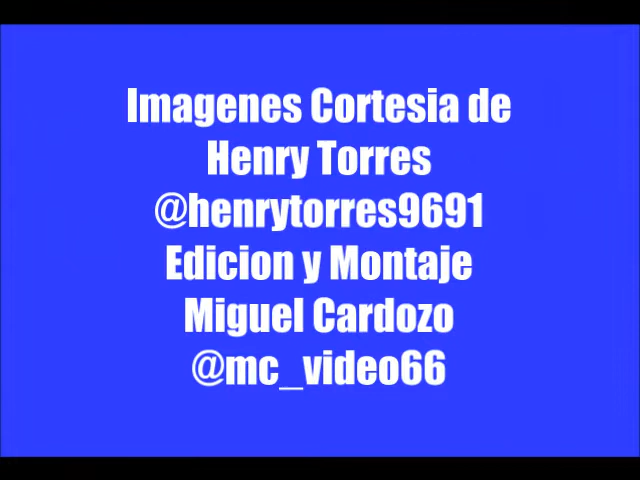 Imagenes Cortesia de
Henry Torres
@henrytorres9691
Edicion y Montaje
Miguel Cardozo
@mc_video66